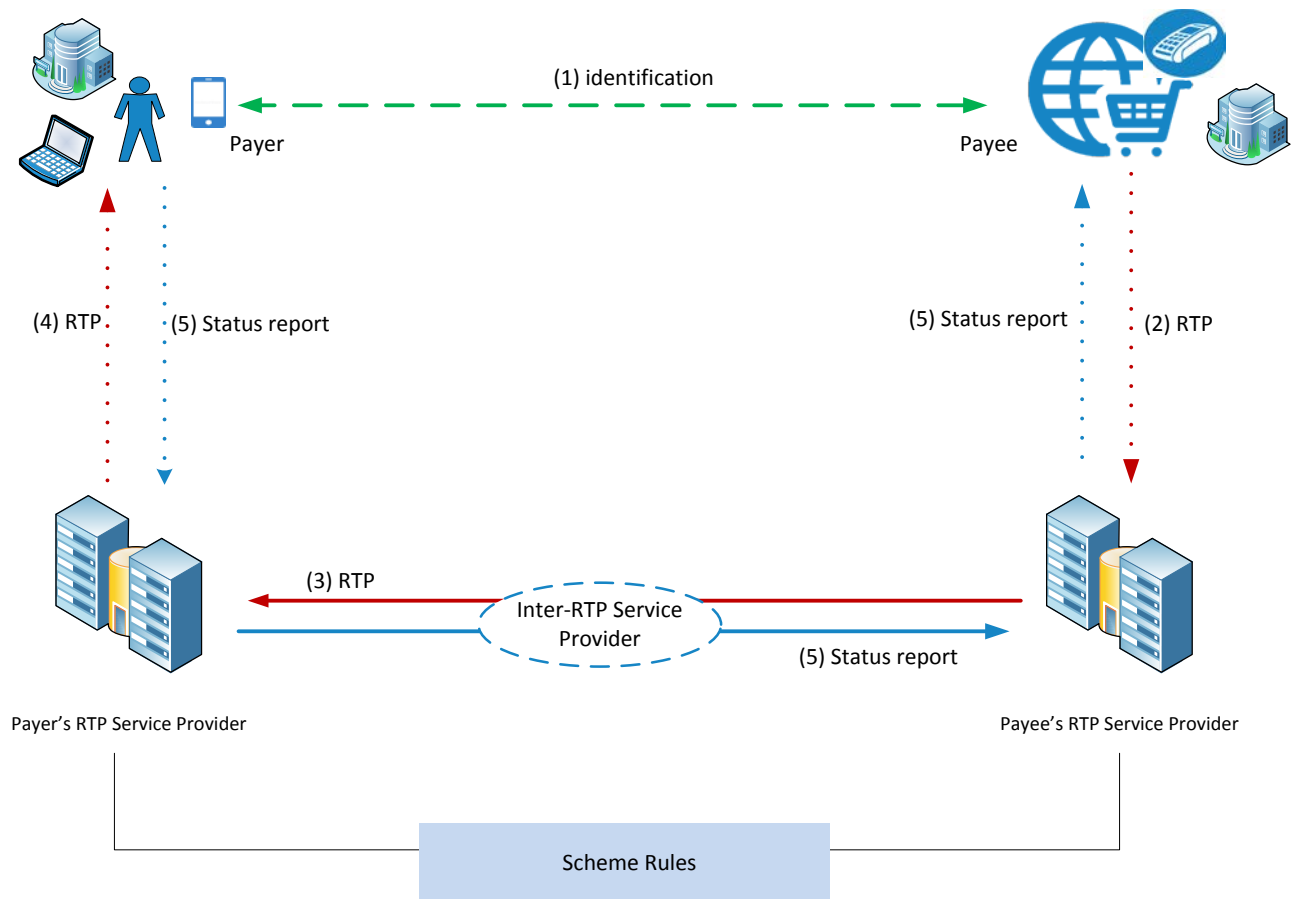 (1) identification
Payer
Payee
(4) RTP
(5) Status report
(5) Status report
(2) RTP
(3) RTP
Inter-RTP Service
Provider
(5) Status report
Payer’s RTP Service Provider
Payee’s RTP Service Provider
Scheme Rules